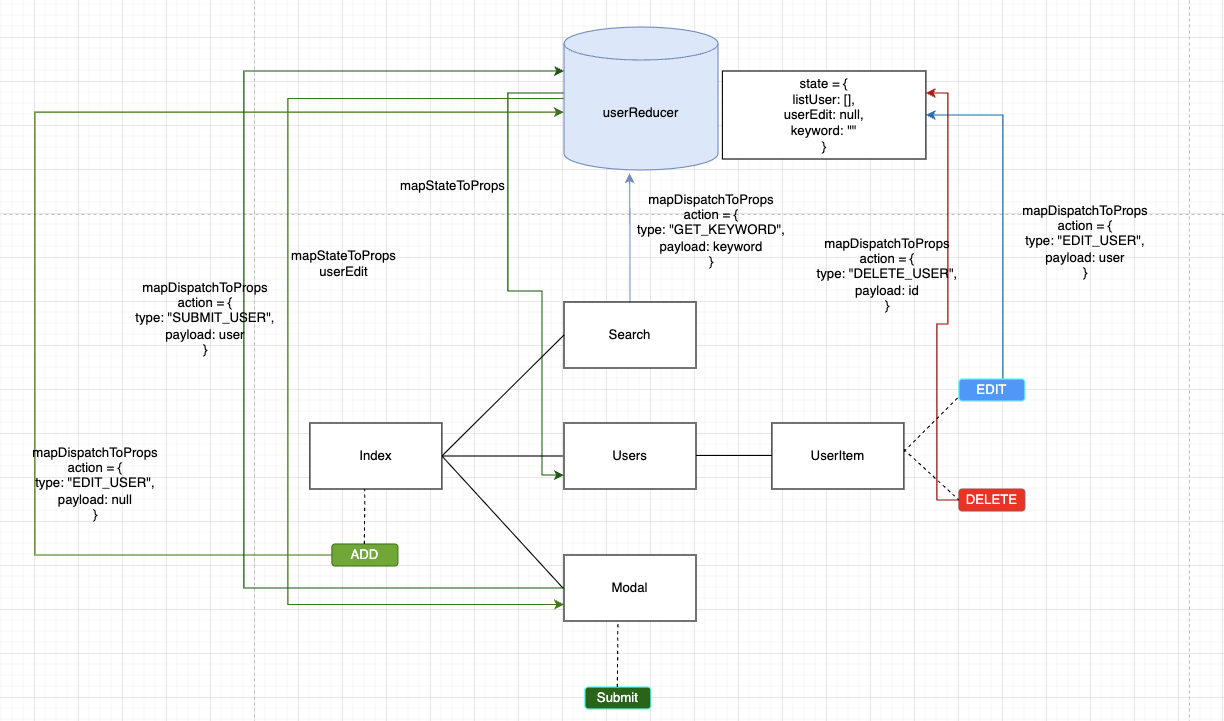 state = {
listUser: [],
userEdit: null,
keyword: ""
}
userReducer
mapStateToProps
mapDispatchToProps
action = {
type: "GET_KEYWORD",
payload: keyword
}
mapDispatchToProps
action = {
type: "DELETE_USER",
payload: id
}
mapDispatchToProps
action = {
type: "EDIT_USER",
payload: user
}
mapStateToProps
userEdit
mapDispatchToProps
action = {
type: "SUBMIT_USER",
payload: user
}
Search
EDIT
Index
Users
UserItem
mapDispatchToProps
action = {
type: "EDIT_USER",
payload: null
}
DELETE
ADD
Modal
Submit